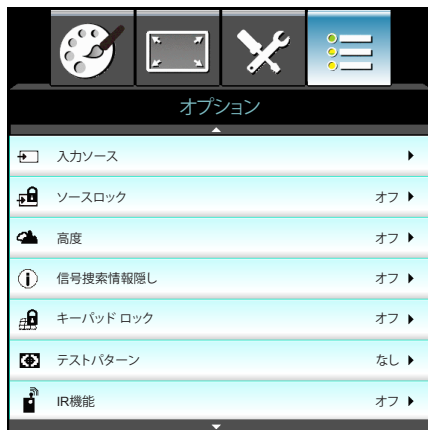 オプション
入力ソース
ソースロック オフ
高度 オフ
信号捜索情報隠し オフ
キーパッド ロック オフ
テストパターン なし
IR機能 オフ